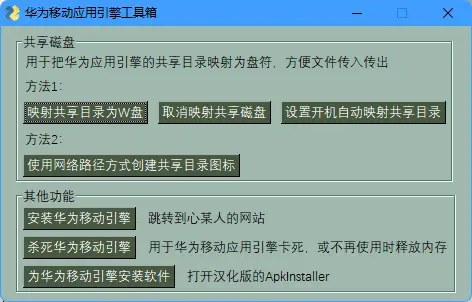 华为移动应用引擎工具箱
共享磁盘
用于把华为应用引擎的共享目录映射为盘符，方便文件传入传出
方法1：
映射共享目录为W盘 取消映射共享磁盘 设置开机自动映射共享目录
方法2：
使用网络路径方式创建共享目录图标
其他功能
安装华为移动引擎 跳转到心某人的网站
杀死华为移动引擎 用于华为移动应用引擎卡死，或不再使用时释放内存
为华为移动引擎安装软件 打开汉化版的ApkInstaller